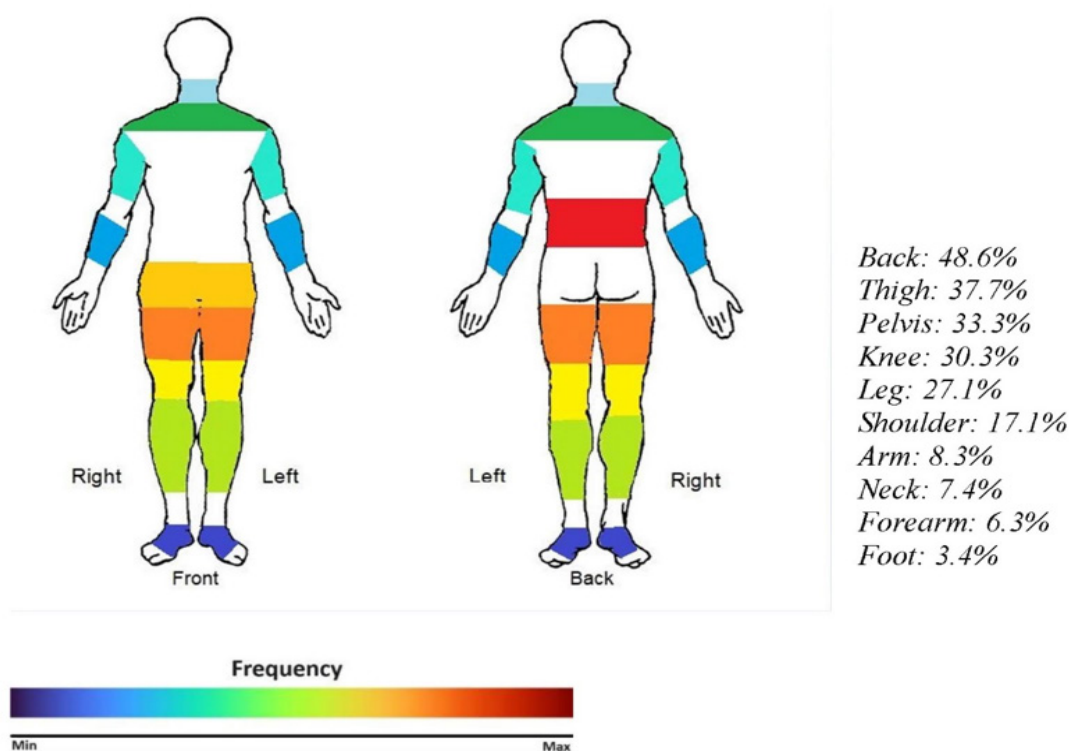 Back: 48.6%
Thigh: 37.7%
Pelvis: 33.3%
Knee: 30.3%
Leg: 27.1%
Shoulder: 17.1%
Arm: 8.3%
Neck: 7.4%
Forearm: 6.3%
Foot: 3.4%
Right
Left
Left
Right
Front
Back
Frequency
Min
Max